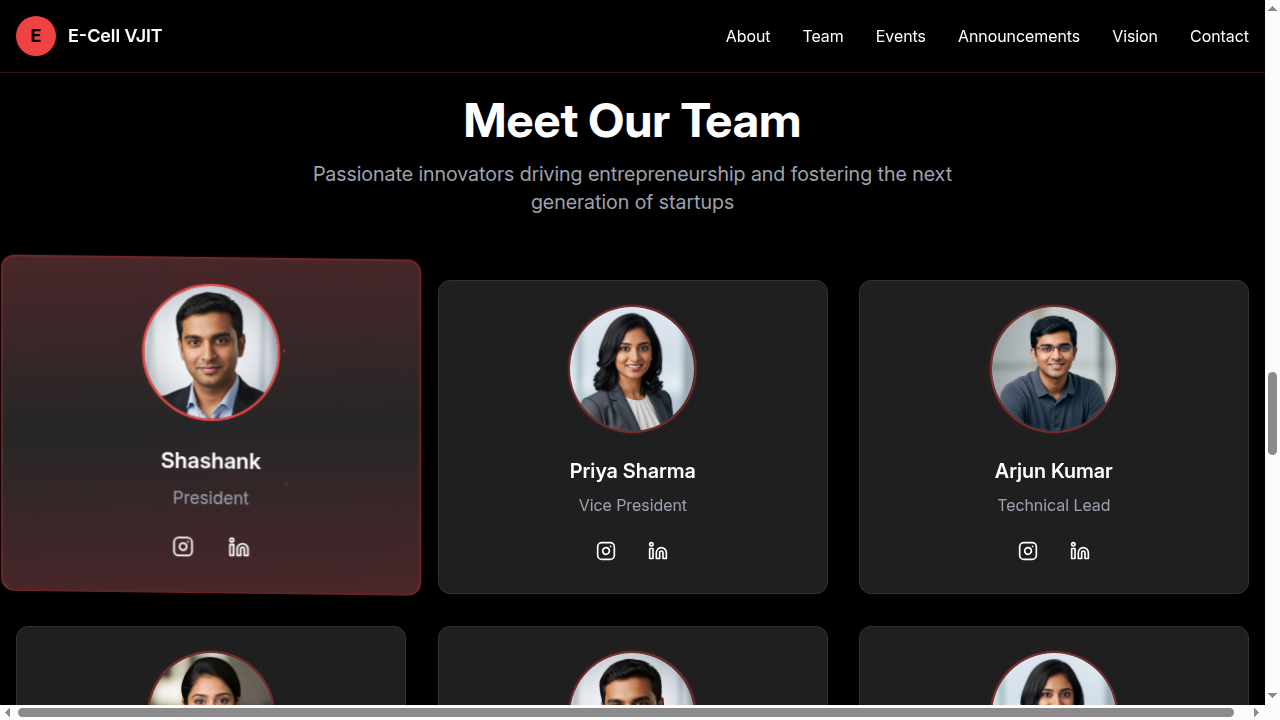 E
E-Cell VJIT
About
Team
Events
Announcements
Vision
Contact
Meet Our Team
Passionate innovators driving entrepreneurship and fostering the next
generation of startups
Shashank
President
Priya Sharma
Vice President
Arjun Kumar
Technical Lead